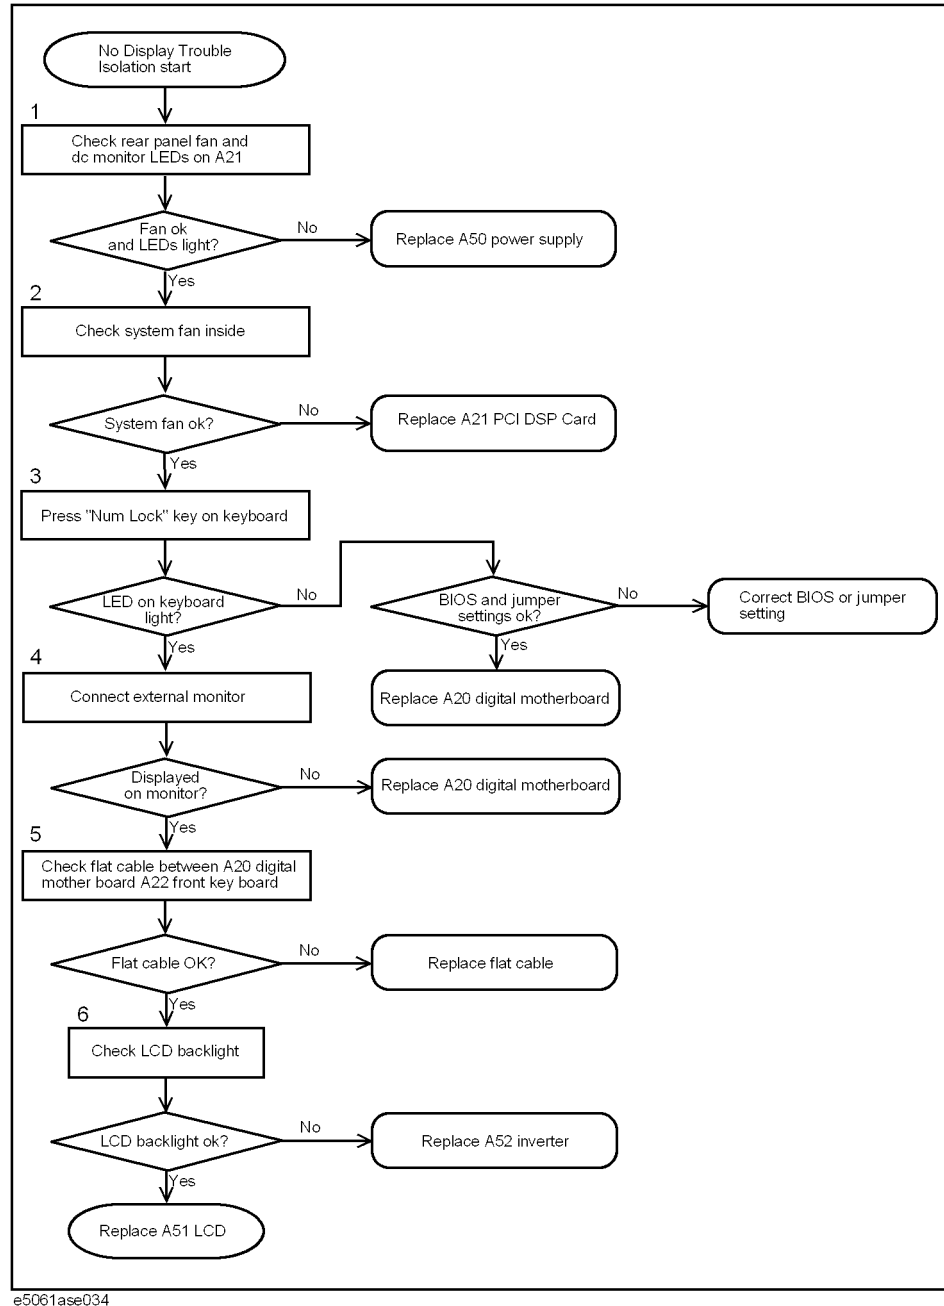 No Display Trouble
Isolation start
1
Check rear panel fan and
dc monitor LEDs on A21
Fan ok
and LEDs light?
No
Replace A50 power supply
Yes
2
Check system fan inside
System fan ok?
No
Replace A21 PCI DSP Card
Yes
3
Press "Num Lock" key on keyboard
LED on keyboard
light?
No
BIOS and jumper
settings ok?
No
Correct BIOS or jumper
setting
Yes
Yes
4
Connect external monitor
Replace A20 digital motherboard
Displayed
on monitor?
No
Replace A20 digital motherboard
Yes
5
Check flat cable between A20 digital
mother board A22 front key board
Flat cable OK?
No
Replace flat cable
Yes
6
Check LCD backlight
LCD backlight ok?
No
Replace A52 inverter
Yes
Replace A51 LCD
e5061ase034